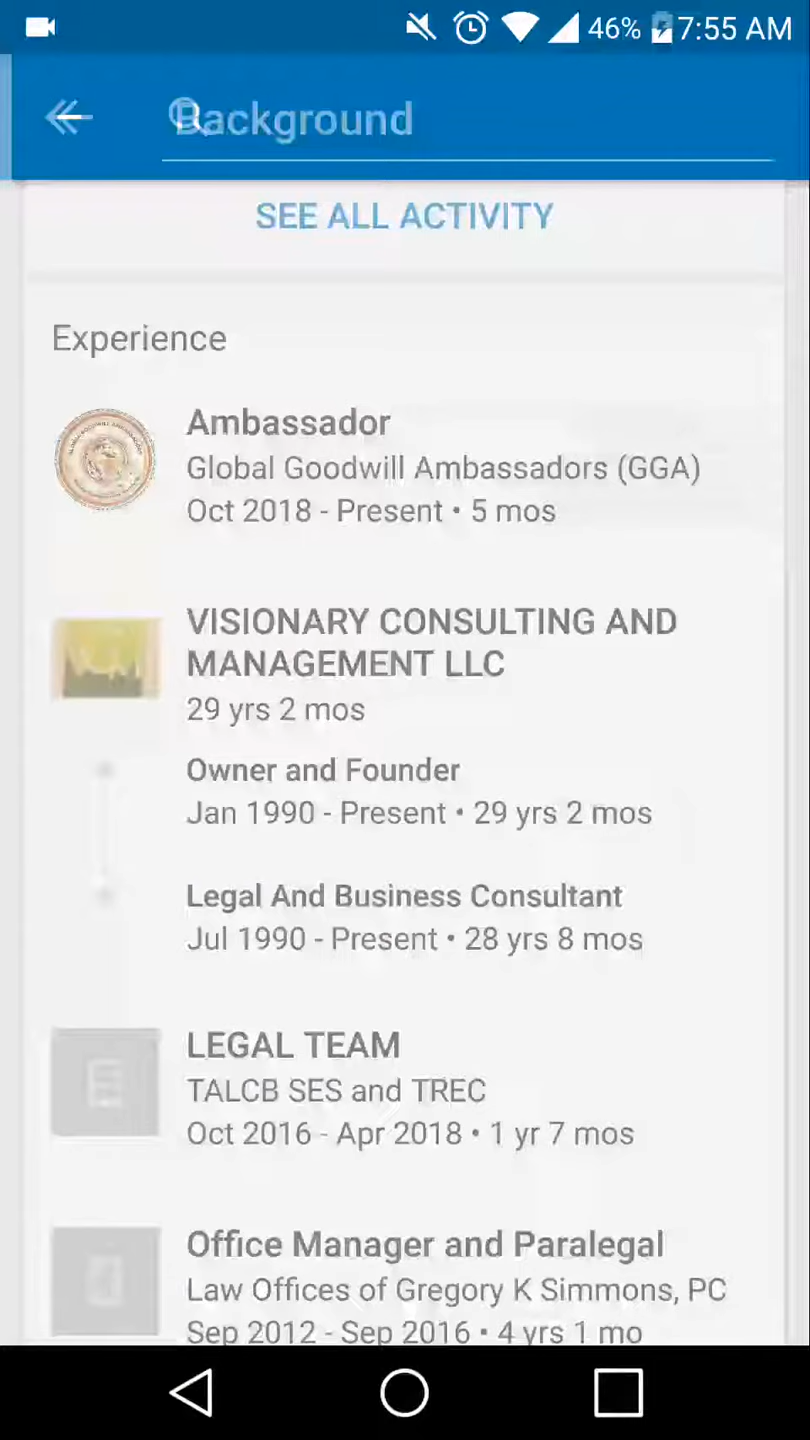 46% 7:55 AM
Background
SEE ALL ACTIVITY
Experience
Ambassador
Global Goodwill Ambassadors (GGA)
Oct 2018 - Present • 5 mos
VISIONARY CONSULTING AND
MANAGEMENT LLC
29 yrs 2 mos
Owner and Founder
Jan 1990 - Present • 29 yrs 2 mos
Legal And Business Consultant
Jul 1990 - Present • 28 yrs 8 mos
LEGAL TEAM
TALCB SES and TREC
Oct 2016 - Apr 2018 • 1 yr 7 mos
Office Manager and Paralegal
Law Offices of Gregory K Simmons, PC
Sep 2012 - Sep 2016 • 4 yrs 1 mo